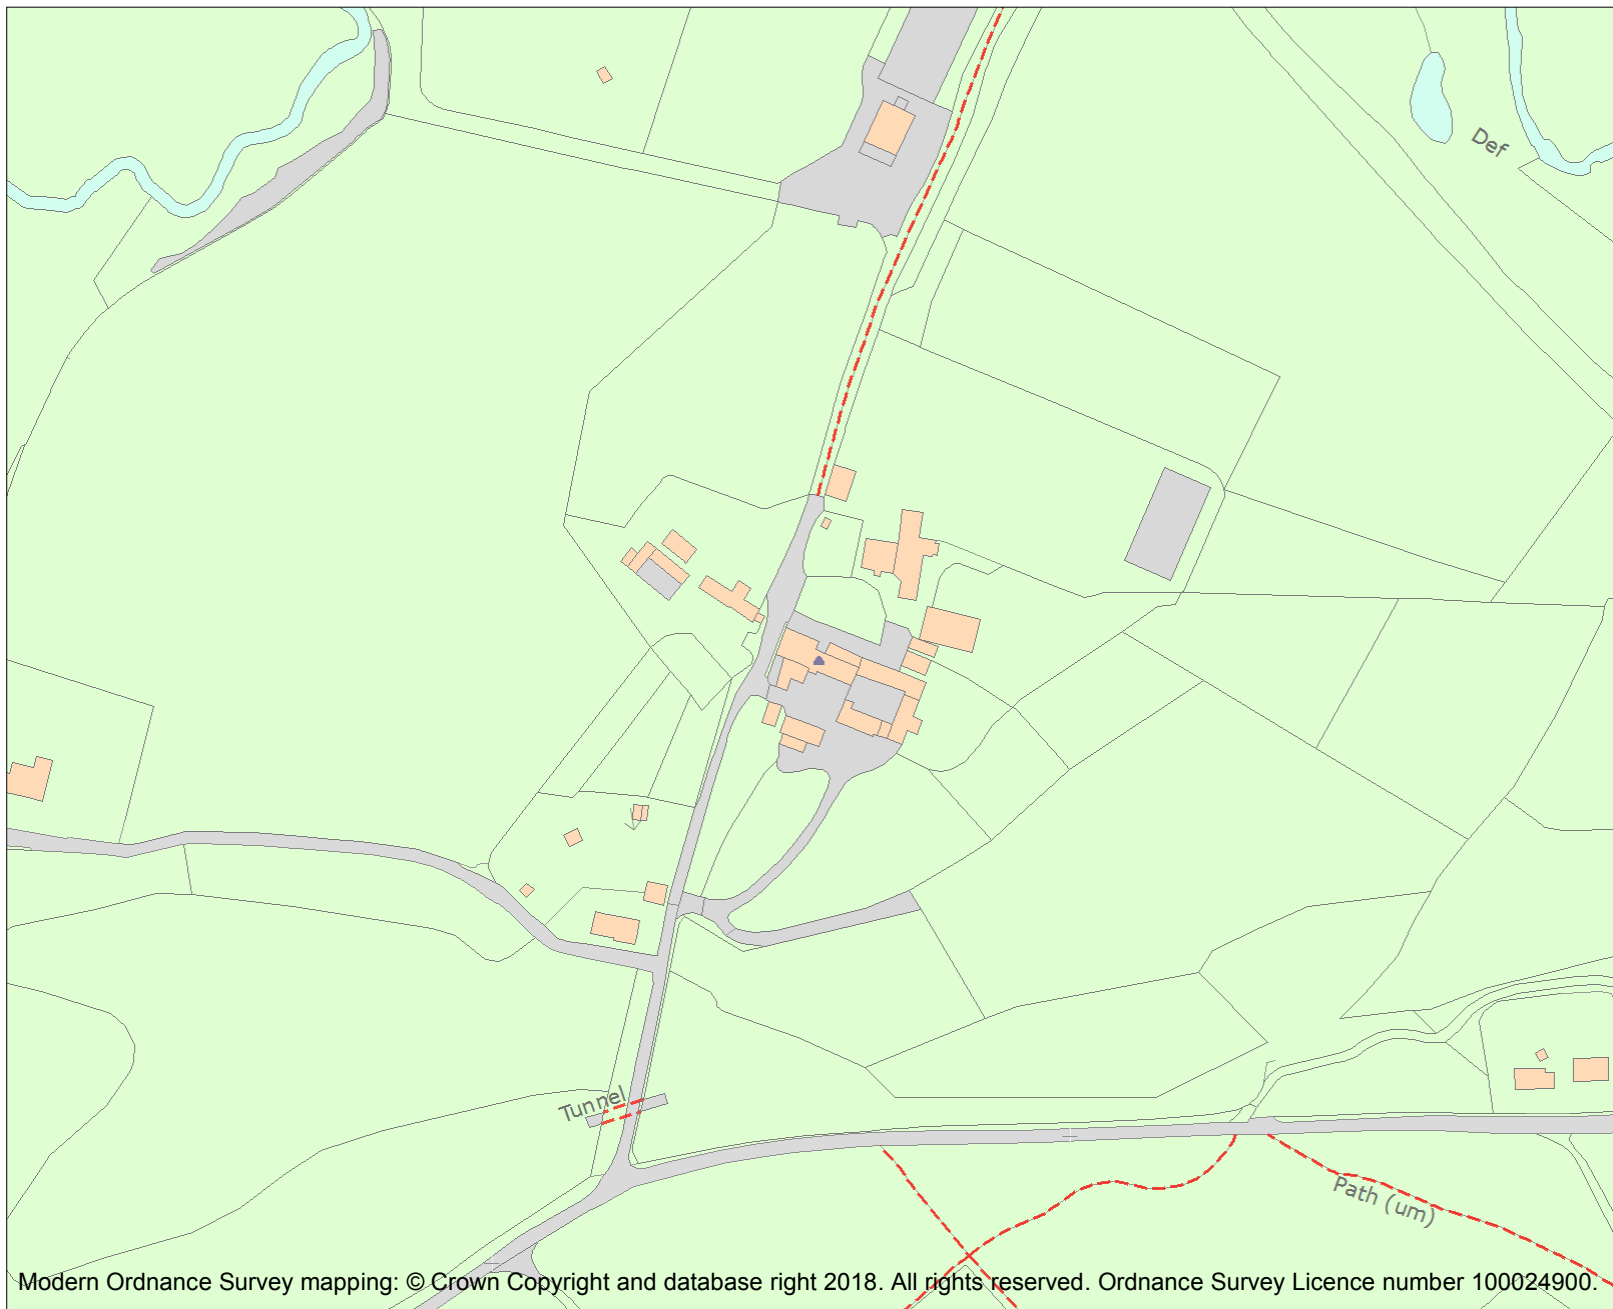 Def
Tunnel
Path (um)
Modern Ordnance Survey mapping: © Crown Copyright and database right 2018. All rights reserved. Ordnance Survey Licence number 100024900.